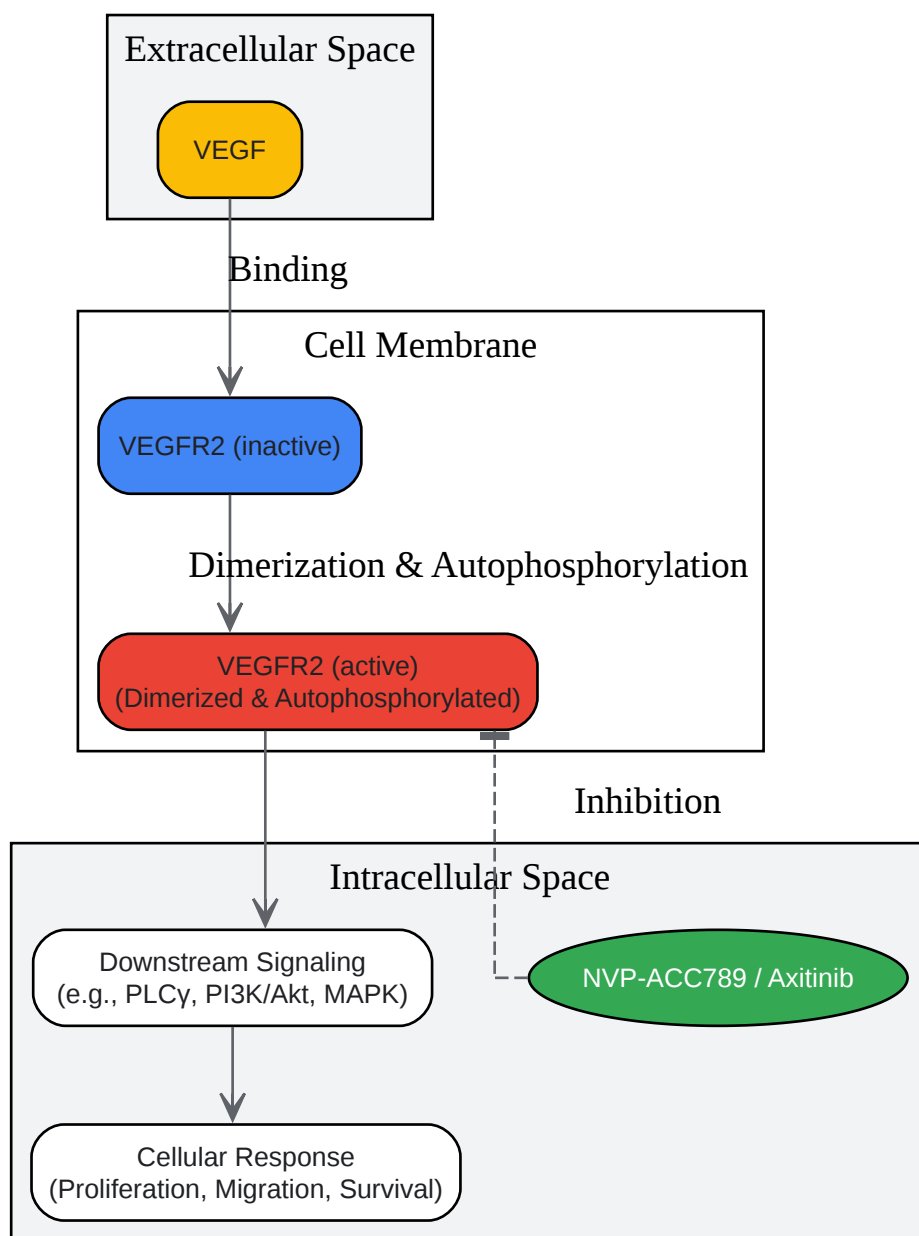 Extracellular Space
VEGF
Binding
Cell Membrane
VEGFR2 (inactive)
Dimerization & Autophosphorylation
VEGFR2 (active)
(Dimerized & Autophosphorylated)
Inhibition
Intracellular Space
Downstream Signaling
(e.g., PLCγ, PI3K/Akt, MAPK)
NVP-ACC789 / Axitinib
Cellular Response
(Proliferation, Migration, Survival)